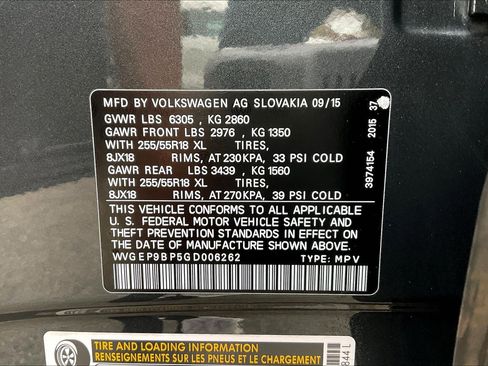 MFD BY VOLKSWAGEN AG SLOVAKIA 09/15
GVWR LBS 6305 , KG 2860
GAWR FRONT LBS 2976 , KG 1350
WITH 255/55R18 XL TIRES,
8JX18 RIMS, AT 230KPA, 33 PSI COLD
GAWR REAR LBS 3439 , KG 1560
WITH 255/55R18 XL TIRES,
8JX18 RIMS, AT 270KPA, 39 PSI COLD
THIS VEHICLE CONFORMS TO ALL APPLICABLE
U. S. FEDERAL MOTOR VEHICLE SAFETY AND
THEFT PREVENTION STANDARDS IN EFFECT ON THE
DATE OF MANUFACTURE SHOWN ABOVE.
WVGEP9BP5GD006262 TYPE: MPV
3974154 2015 37
TIRE AND LOADING INFORMATION
RENSEIGNEMENTS SUR LES PNEUS ET LE CHARGEMENT
844 L